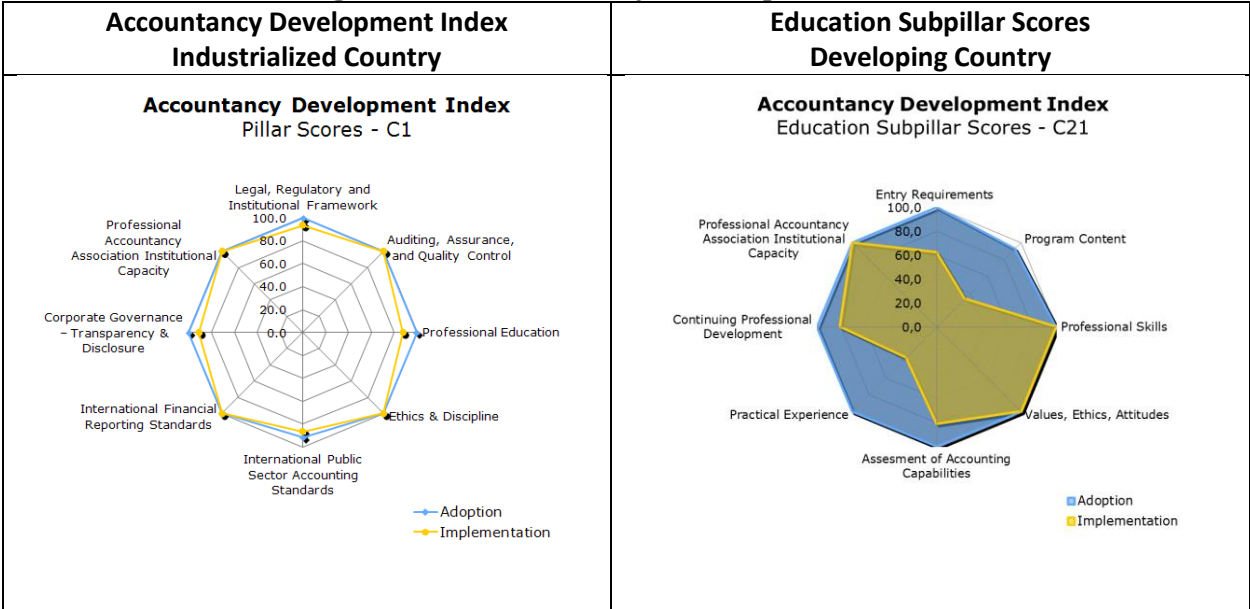 Accountancy Development Index
Industrialized Country
Education Subpillar Scores
Developing Country
Accountancy Development Index
Pillar Scores - C1
Legal, Regulatory and
Institutional Framework
100.0
80.0
60.0
40.0
20.0
0.0
Auditing, Assurance,
and Quality Control
Professional Education
Ethics & Discipline
International Public
Sector Accounting
Standards
International Financial
Reporting Standards
Corporate Governance
– Transparency &
Disclosure
Professional
Accountancy
Association Institutional
Capacity
Adoption
Implementation
Accountancy Development Index
Education Subpillar Scores - C21
Entry Requirements
100,0
80,0
60,0
40,0
20,0
0,0
Program Content
Professional Skills
Values, Ethics, Attitudes
Assesment of Accounting
Capabilities
Practical Experience
Continuing Professional
Development
Professional Accountancy
Association Institutional
Capacity
Adoption
Implementation